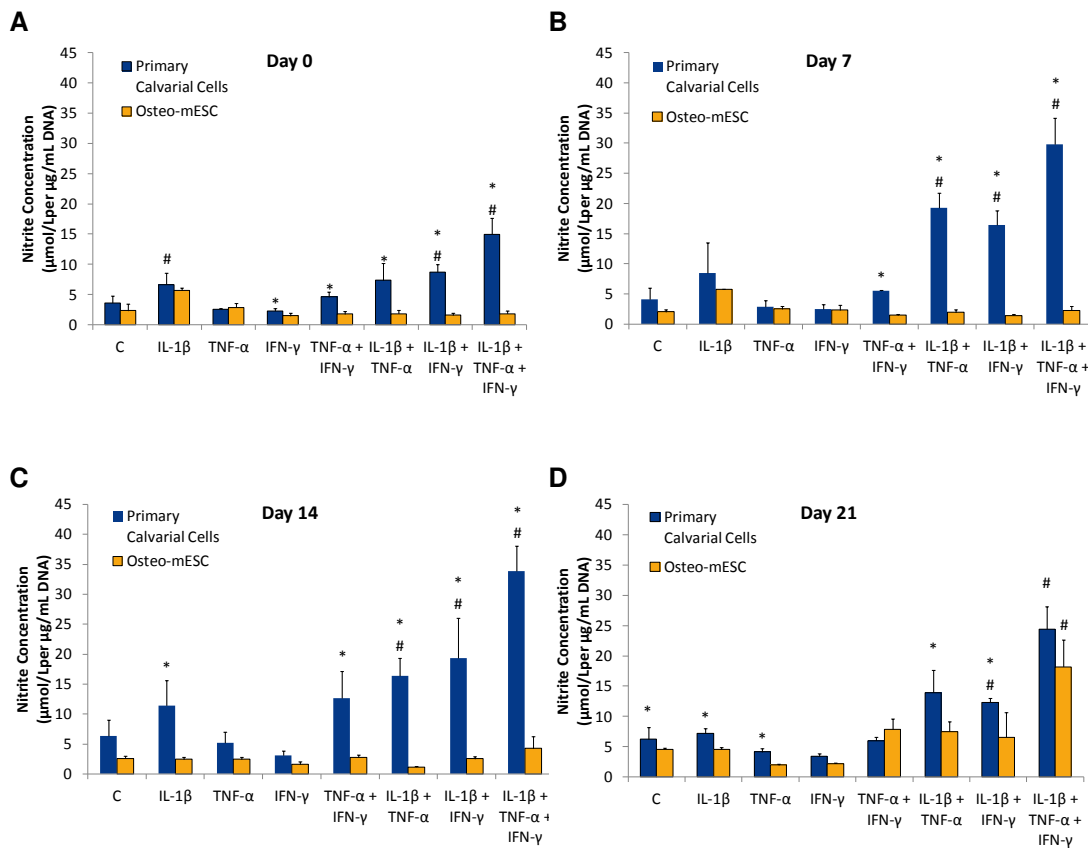 A
Day 0
Nitrite Concentration
(µmol/Lper µg/mL DNA)
45
40
35
30
25
20
15
10
5
0
Primary
Calvarial Cells
Osteo-mESC
#
*
*
*
*
#
*
#
C
IL-1β
TNF-α
IFN-γ
TNF-α +
IFN-γ
IL-1β +
TNF-α
IL-1β +
IFN-γ
IL-1β +
TNF-α +
IFN-γ
B
Day 7
Nitrite Concentration
(µmol/Lper µg/mL DNA)
45
40
35
30
25
20
15
10
5
0
Primary
Calvarial Cells
Osteo-mESC
*
*
#
*
#
*
#
C
IL-1β
TNF-α
IFN-γ
TNF-α +
IFN-γ
IL-1β +
TNF-α
IL-1β +
IFN-γ
IL-1β +
TNF-α +
IFN-γ
C
Day 14
Nitrite Concentration
(µmol/Lper µg/mL DNA)
45
40
35
30
25
20
15
10
5
0
Primary
Calvarial Cells
Osteo-mESC
*
*
*
#
*
#
*
#
C
IL-1β
TNF-α
IFN-γ
TNF-α +
IFN-γ
IL-1β +
TNF-α
IL-1β +
IFN-γ
IL-1β +
TNF-α +
IFN-γ
D
Day 21
Nitrite Concentration
(µmol/Lper µg/mL DNA)
45
40
35
30
25
20
15
10
5
0
Primary
Calvarial Cells
Osteo-mESC
*
*
*
*
*
#
#
#
C
IL-1β
TNF-α
IFN-γ
TNF-α +
IFN-γ
IL-1β +
TNF-α
IL-1β +
IFN-γ
IL-1β +
TNF-α +
IFN-γ